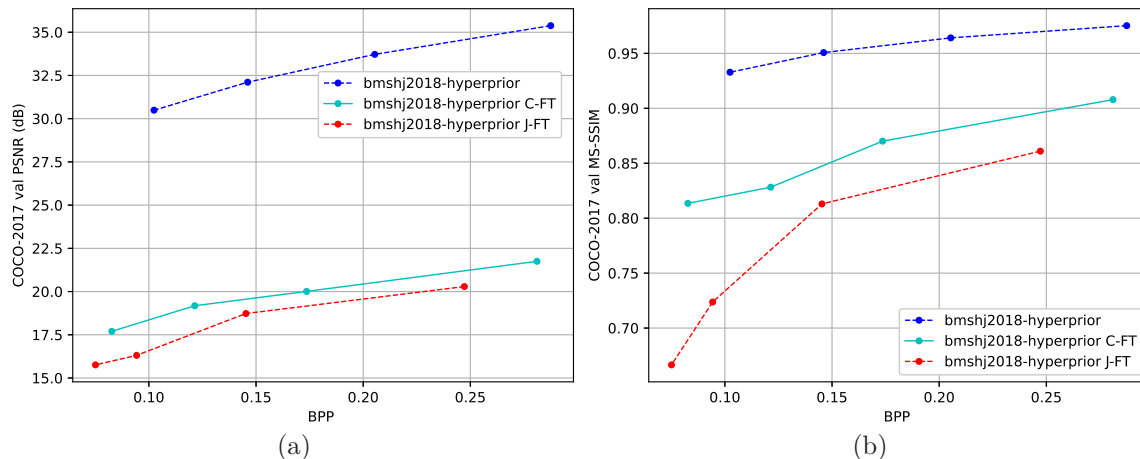 COCO-2017 val PSNR (dB)
35.0
32.5
30.0
27.5
25.0
22.5
20.0
17.5
15.0
0.10
0.15
0.20
0.25
BPP
bmshj2018-hyperprior
bmshj2018-hyperprior C-FT
bmshj2018-hyperprior J-FT
(a)
COCO-2017 val MS-SSIM
0.95
0.90
0.85
0.80
0.75
0.70
0.10
0.15
0.20
0.25
BPP
bmshj2018-hyperprior
bmshj2018-hyperprior C-FT
bmshj2018-hyperprior J-FT
(b)